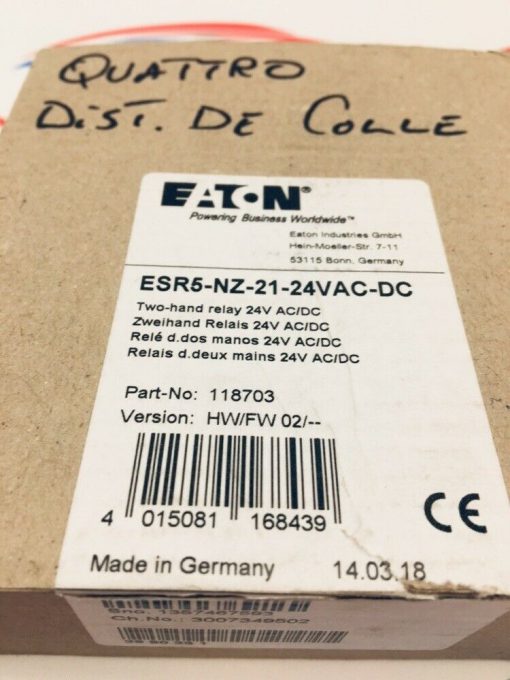 QUATTRO
DIST. DE COLLE
EATON®
Powering Business Worldwide™
Eaton Industries GmbH
Hein-Moeller-Str. 7-11
53115 Bonn, Germany
ESR5-NZ-21-24VAC-DC
Two-hand relay 24V AC/DC
Zweihand Relais 24V AC/DC
Relé d.dos manos 24V AC/DC
Relais d.deux mains 24V AC/DC
Part-No: 118703
Version: HW/FW 02/--
4 015081 168439
CE
Made in Germany 14.03.18
Ch.No.: 3007349502